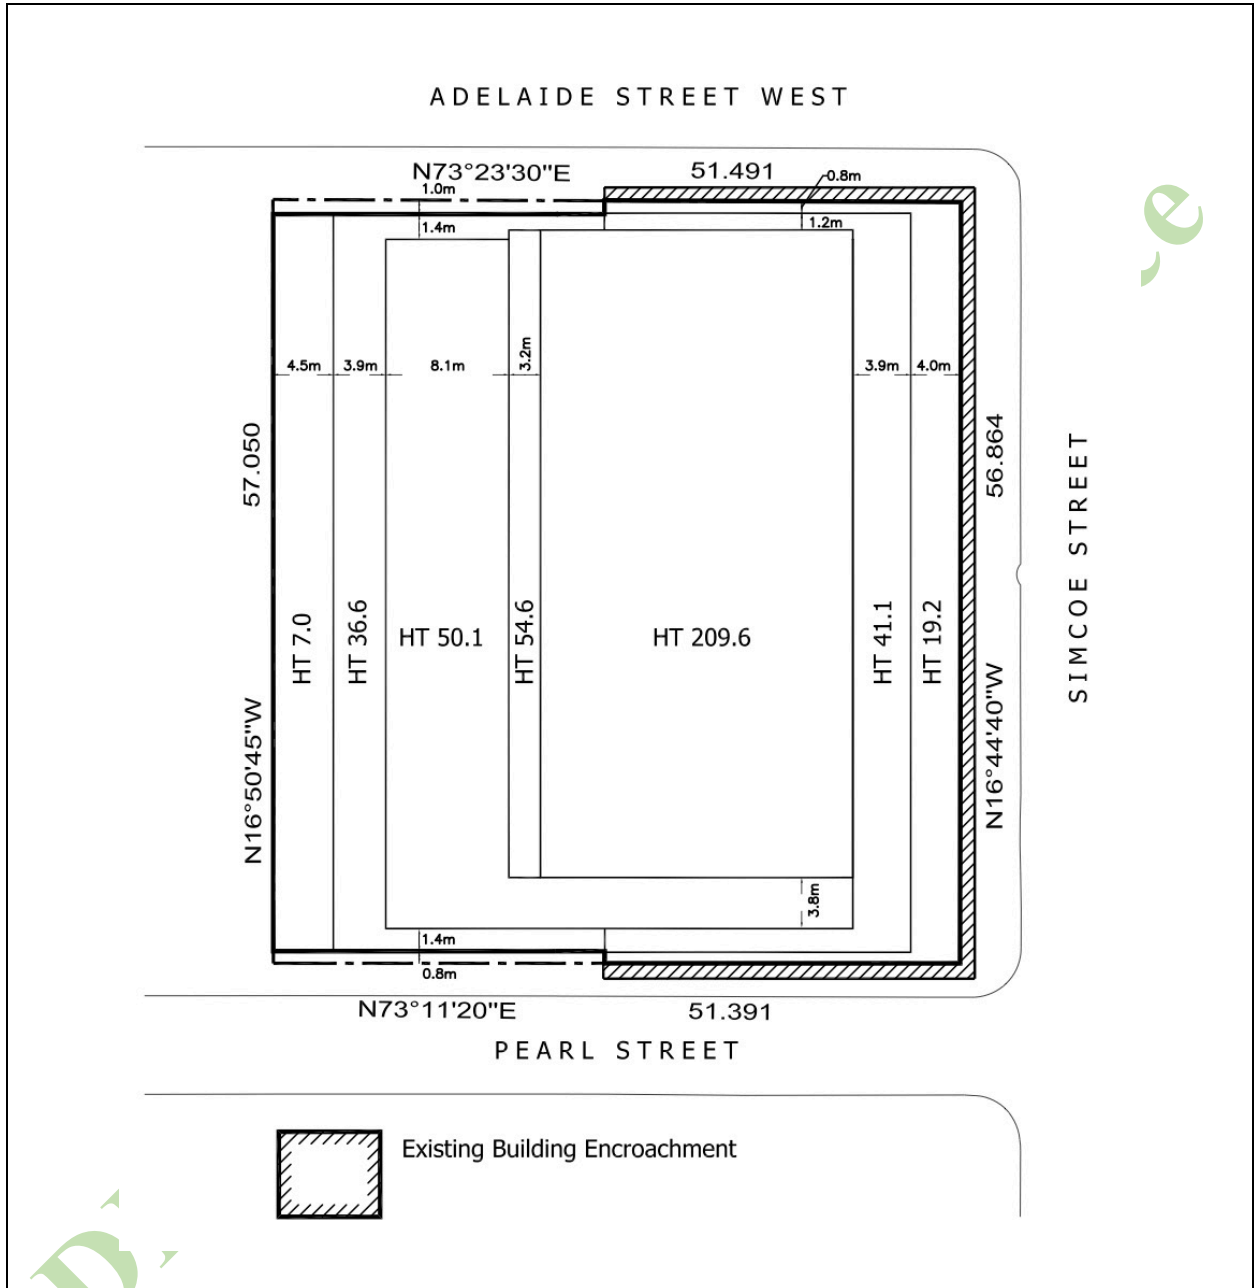 ADELAIDE STREET WEST
N73°23'30"E 51.491
1.0m 0.8m
1.4m 1.2m
4.5m 3.9m 8.1m 3.2m 3.9m 4.0m
57.050 56.864
SIMCOE STREET
HT 7.0 HT 36.6 HT 50.1 HT 54.6 HT 209.6 HT 41.1 HT 19.2
N16°50'45"W N16°44'40"W
3.8m
1.4m
0.8m
N73°11'20"E 51.391
PEARL STREET
Existing Building Encroachment